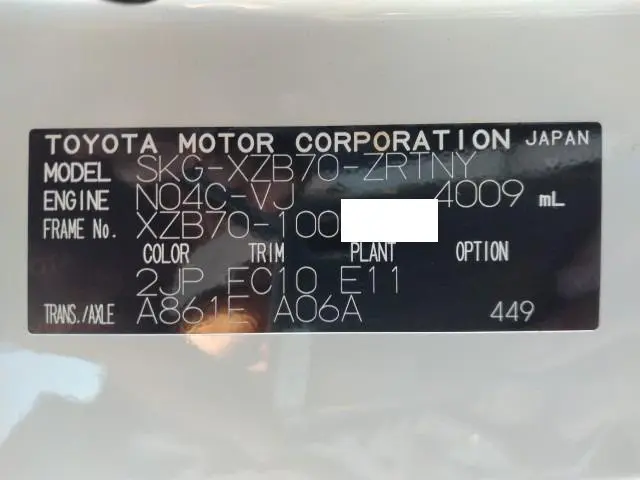 TOYOTA MOTOR CORPORATION JAPAN
MODEL SKG-XZB70-ZRTNY
ENGINE N04C-VJ 4009 mL
FRAME No. XZB70-100
COLOR TRIM PLANT OPTION
2JP EC10 E11
TRANS./AXLE A861E A06A 449